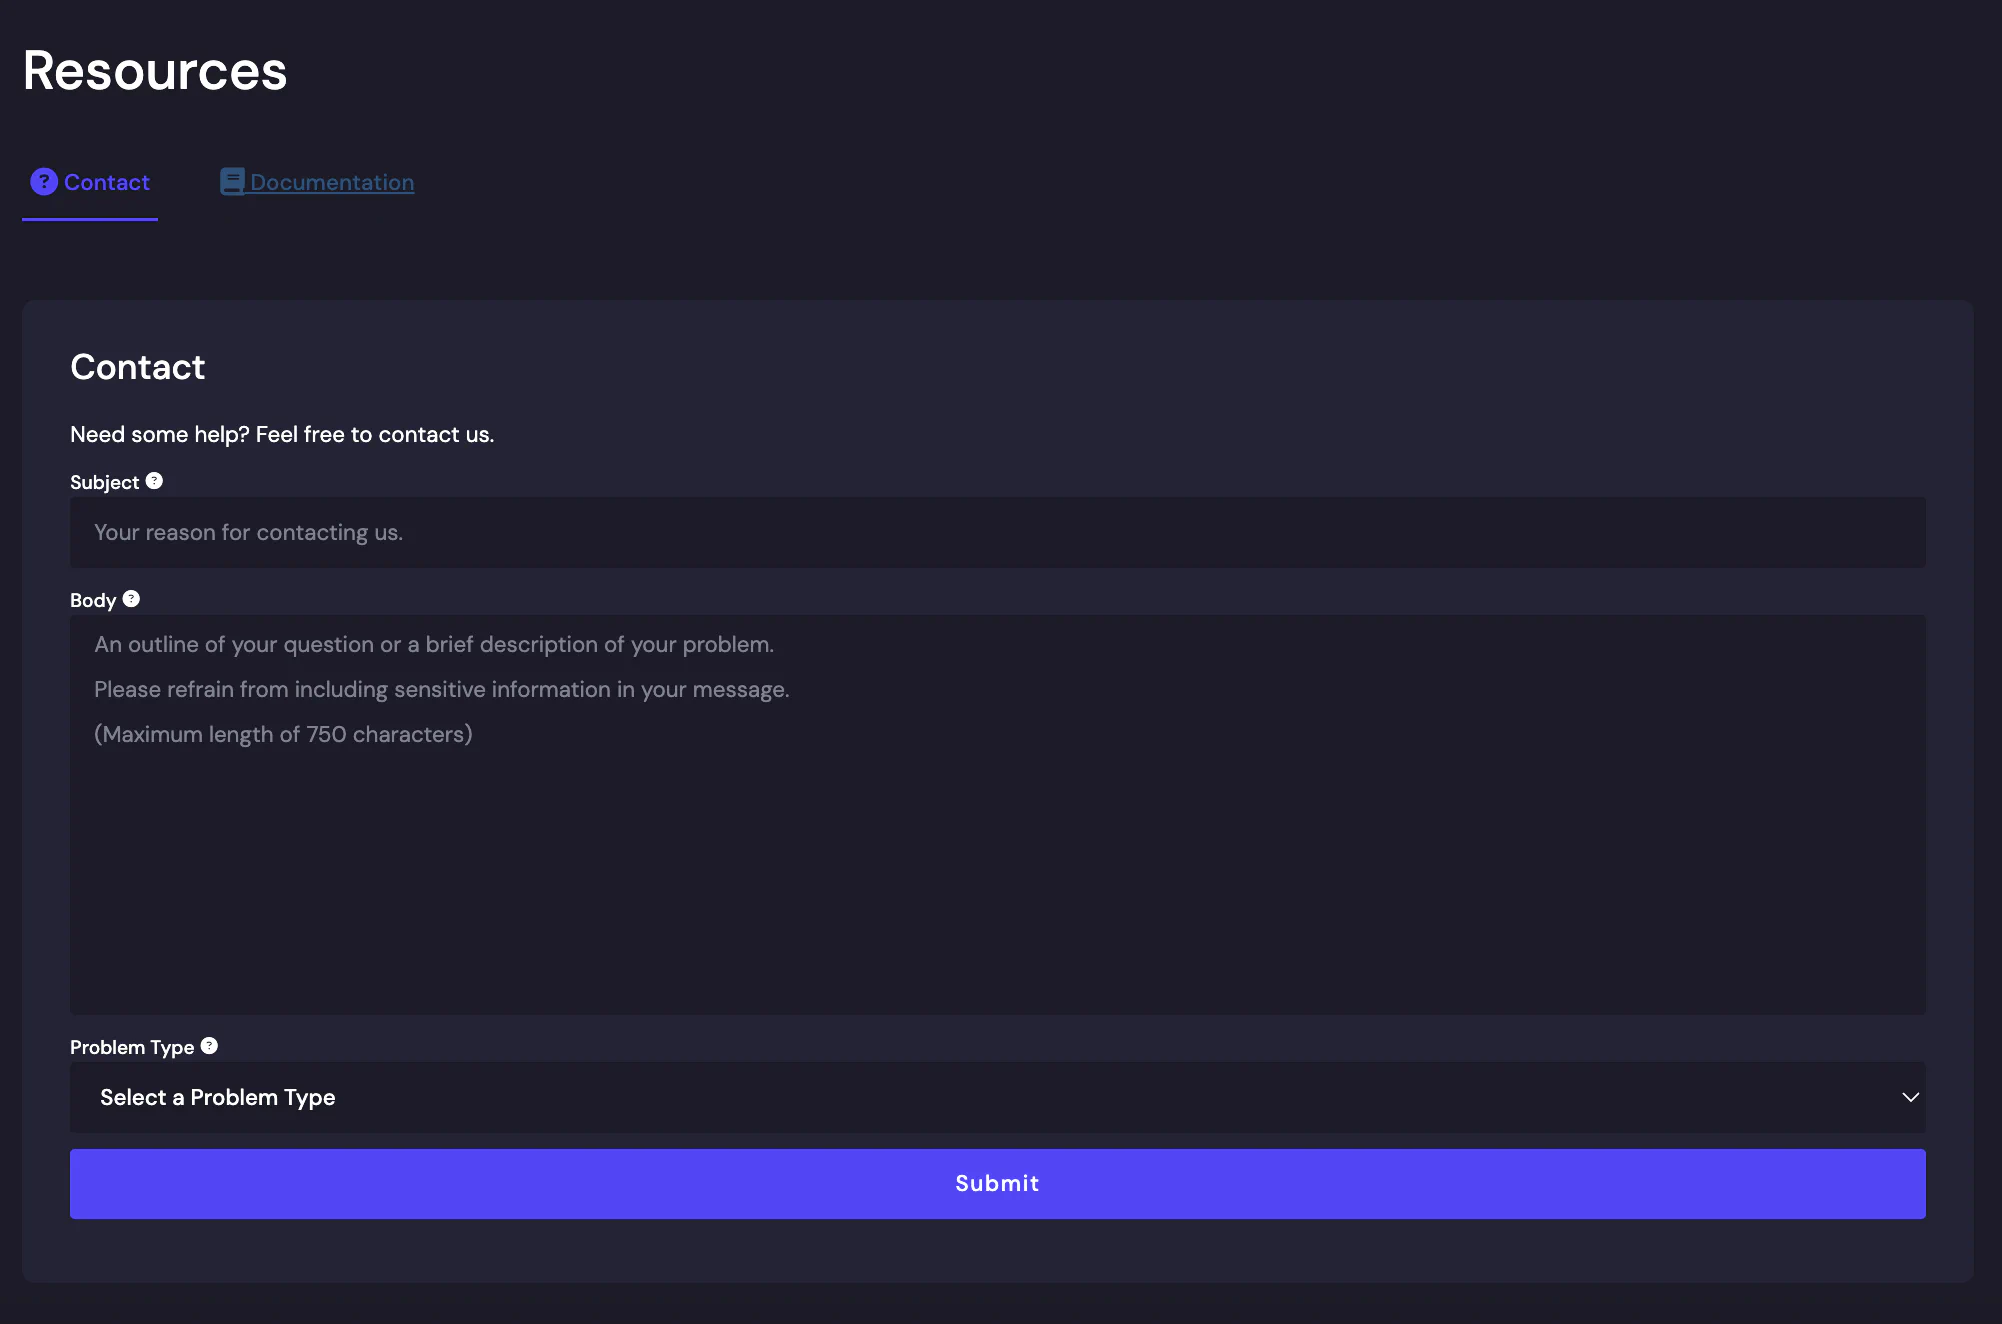 Resources
Contact
Documentation
Contact
Need some help? Feel free to contact us.
Subject
Your reason for contacting us.
Body
An outline of your question or a brief description of your problem.
Please refrain from including sensitive information in your message.
(Maximum length of 750 characters)
Problem Type
Select a Problem Type
Submit